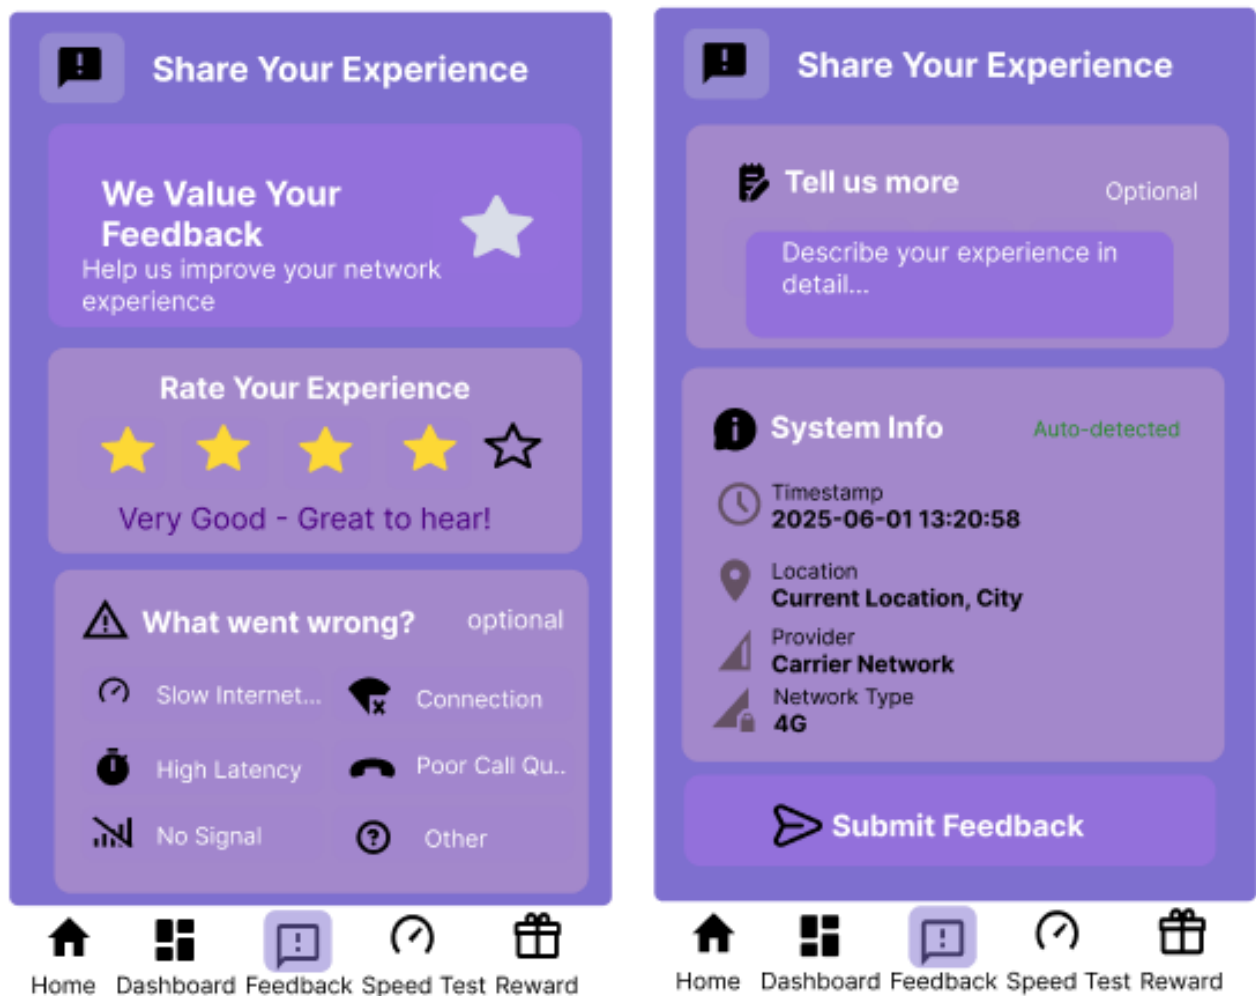 Share Your Experience
We Value Your
Feedback
Help us improve your network
experience
Rate Your Experience
Very Good - Great to hear!
What went wrong?
optional
Slow Internet...
Connection
High Latency
Poor Call Qu..
No Signal
Other
Home
Dashboard
Feedback
Speed Test
Reward
Share Your Experience
Tell us more
Optional
Describe your experience in
detail...
System Info
Auto-detected
Timestamp
2025-06-01 13:20:58
Location
Current Location, City
Provider
Carrier Network
Network Type
4G
Submit Feedback
Home
Dashboard
Feedback
Speed Test
Reward